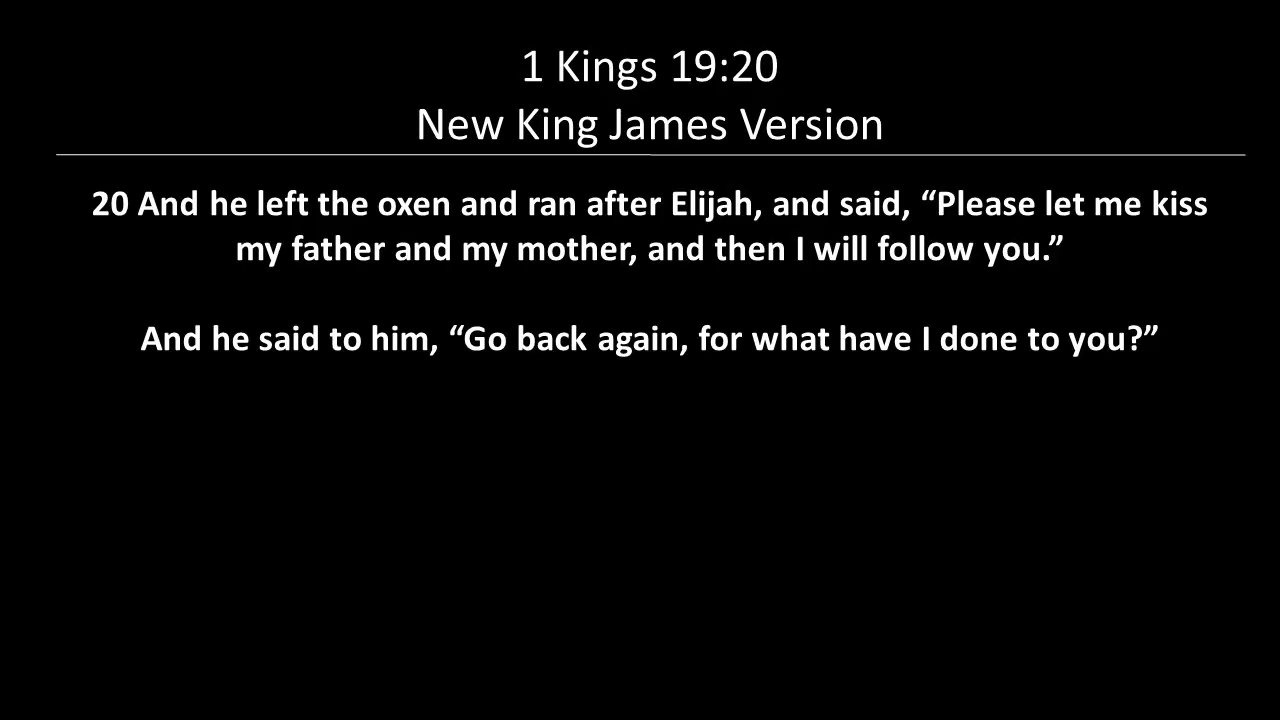 1 Kings 19:20
New King James Version
20 And he left the oxen and ran after Elijah, and said, “Please let me kiss
my father and my mother, and then I will follow you.”
And he said to him, “Go back again, for what have I done to you?”